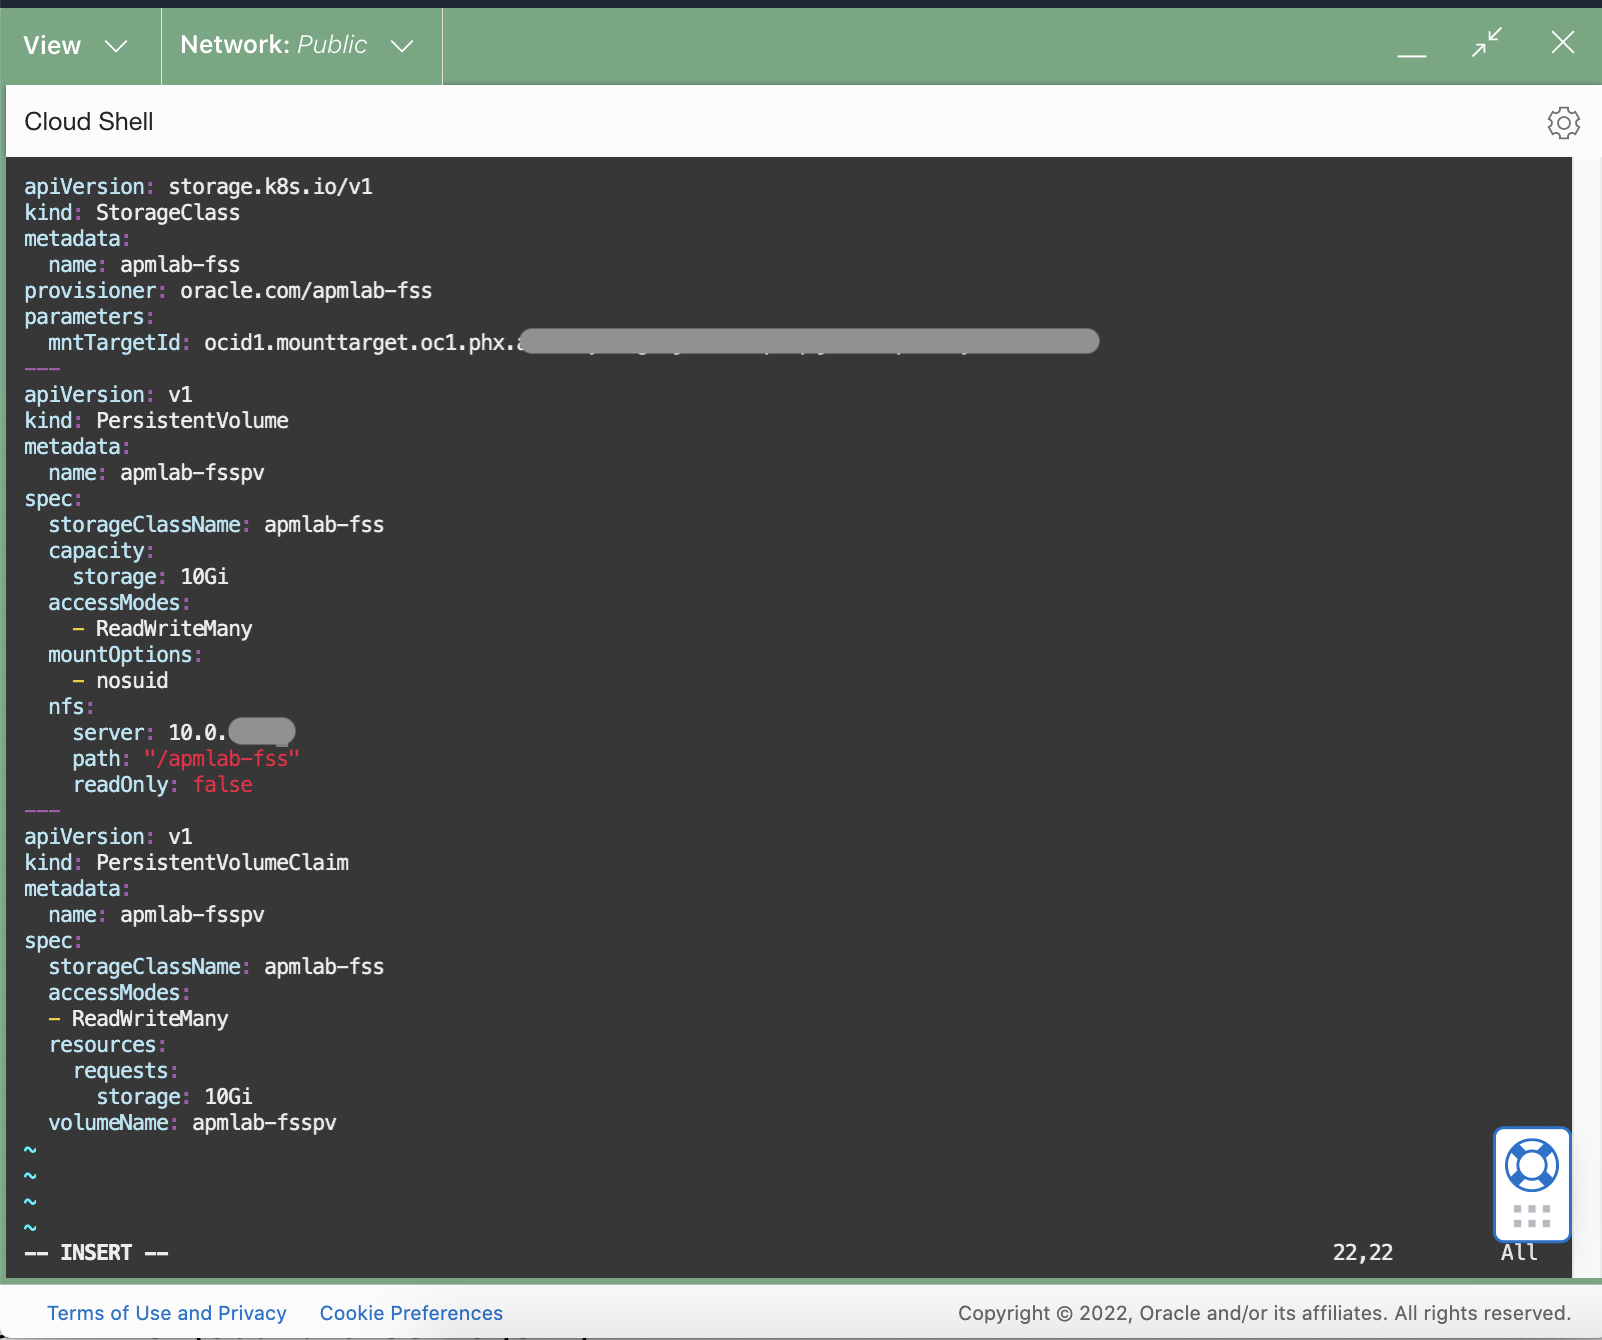 View
Network: Public
Cloud Shell
apiVersion: storage.k8s.io/v1
kind: StorageClass
metadata:
  name: apmlab-fss
provisioner: oracle.com/apmlab-fss
parameters:
  mntTargetId: ocid1.mounttarget.oc1.phx.
---
apiVersion: v1
kind: PersistentVolume
metadata:
  name: apmlab-fsspv
spec:
  storageClassName: apmlab-fss
  capacity:
    storage: 10Gi
  accessModes:
    - ReadWriteMany
  mountOptions:
    - nosuid
  nfs:
    server: 10.0.
    path: "/apmlab-fss"
    readOnly: false
---
apiVersion: v1
kind: PersistentVolumeClaim
metadata:
  name: apmlab-fsspv
spec:
  storageClassName: apmlab-fss
  accessModes:
  - ReadWriteMany
  resources:
    requests:
      storage: 10Gi
  volumeName: apmlab-fsspv
~
~
~
~
-- INSERT -- 22,22 All
Terms of Use and Privacy Cookie Preferences Copyright © 2022, Oracle and/or its affiliates. All rights reserved.